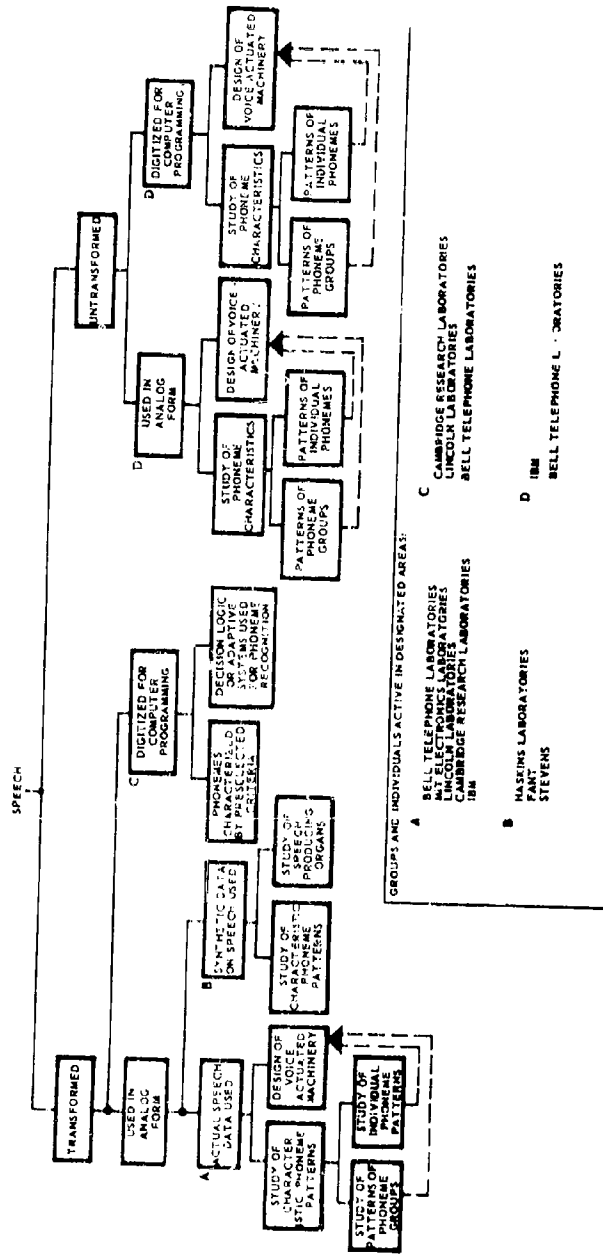 SPEECH
TRANSFORMED
UNTRANSFORMED
USED IN
ANALOG
FORM
C
DIGITIZED FOR
COMPUTER
PROGRAMMING
D
USED IN
ANALOG
FORM
D
DIGITIZED FOR
COMPUTER
PROGRAMMING
A
ACTUAL SPEECH
DATA USED
B
SYNTHETIC DATA
ON SPEECH USED
PHONEMES
CHARACTERIZED
BY PRESELECTED
CRITERIA
DECISION LOGIC
OR ADAPTIVE
SYSTEMS USED
FOR PHONEME
RECOGNITION
STUDY OF
PHONEME
CHARACTERISTICS
DESIGN OF VOICE-
ACTUATED
MACHINERY
STUDY OF
PHONEME
CHARACTERISTICS
DESIGN OF
VOICE ACTUATED
MACHINERY
STUDY OF
CHARACTER
ISTIC PHONEME
PATTERNS
DESIGN OF
VOICE
ACTUATED
MACHINERY
STUDY OF
CHARACTERISTIC
PHONEME
PATTERNS
STUDY OF
SPEECH
PRODUCING
ORGANS
PATTERNS OF
PHONEME
GROUPS
PATTERNS OF
INDIVIDUAL
PHONEMES
PATTERNS OF
PHONEME
GROUPS
PATTERNS OF
INDIVIDUAL
PHONEMES
STUDY OF
PATTERNS OF
PHONEME
GROUPS
STUDY OF
INDIVIDUAL
PHONEME
PATTERNS
GROUPS AND INDIVIDUALS ACTIVE IN DESIGNATED AREAS:
A
BELL TELEPHONE LABORATORIES
MIT ELECTRONICS LABORATORIES
LINCOLN LABORATORIES
CAMBRIDGE RESEARCH LABORATORIES
IBM
B
HASKINS LABORATORIES
FANT
STEVENS
C
CAMBRIDGE RESEARCH LABORATORIES
LINCOLN LABORATORIES
BELL TELEPHONE LABORATORIES
D
IBM
BELL TELEPHONE L ORATORIES